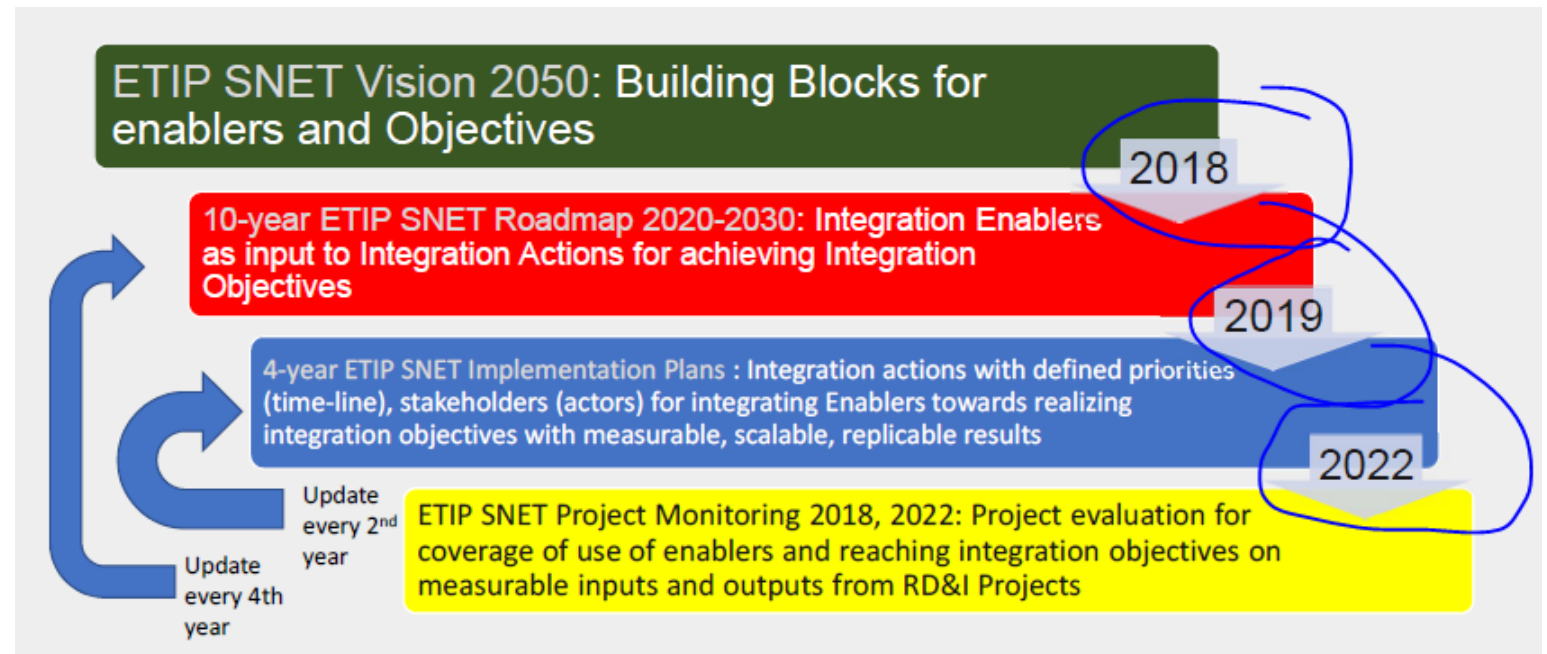 ETIP SNET Vision 2050: Building Blocks for
enablers and Objectives
2018
10-year ETIP SNET Roadmap 2020-2030: Integration Enablers
as input to Integration Actions for achieving Integration
Objectives
2019
4-year ETIP SNET Implementation Plans : Integration actions with defined priorities
(time-line), stakeholders (actors) for integrating Enablers towards realizing
integration objectives with measurable, scalable, replicable results
2022
Update
every 2nd
year
ETIP SNET Project Monitoring 2018, 2022: Project evaluation for
coverage of use of enablers and reaching integration objectives on
measurable inputs and outputs from RD&I Projects
Update
every 4th
year